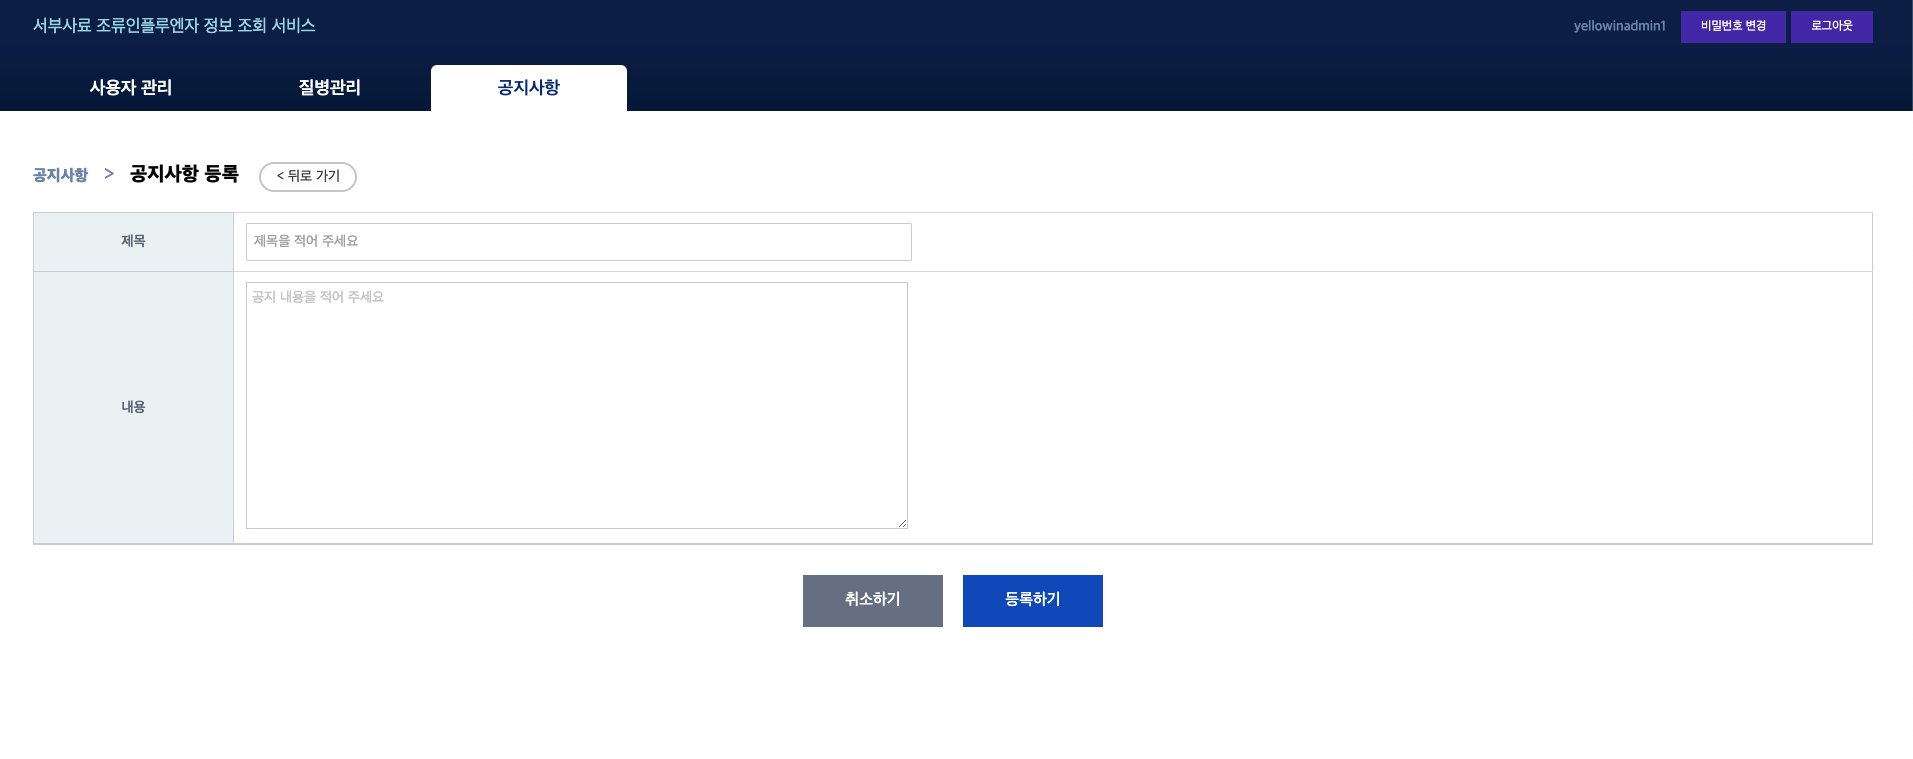 서부사료 조류인플루엔자 정보 조회 서비스
yellowinadmin1 비밀번호 변경 로그아웃
사용자 관리 질병관리 공지사항
공지사항 > 공지사항 등록 < 뒤로 가기
제목 제목을 적어 주세요
공지 내용을 적어 주세요
내용
취소하기 등록하기